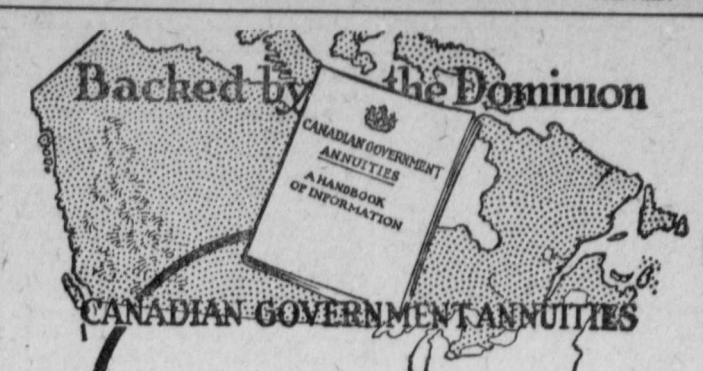 Backed by the Dominion
CANADIAN GOVERNMENT
ANNUITIES
A HANDBOOK
OF INFORMATION
CANADIAN GOVERNMENT ANNUITIES